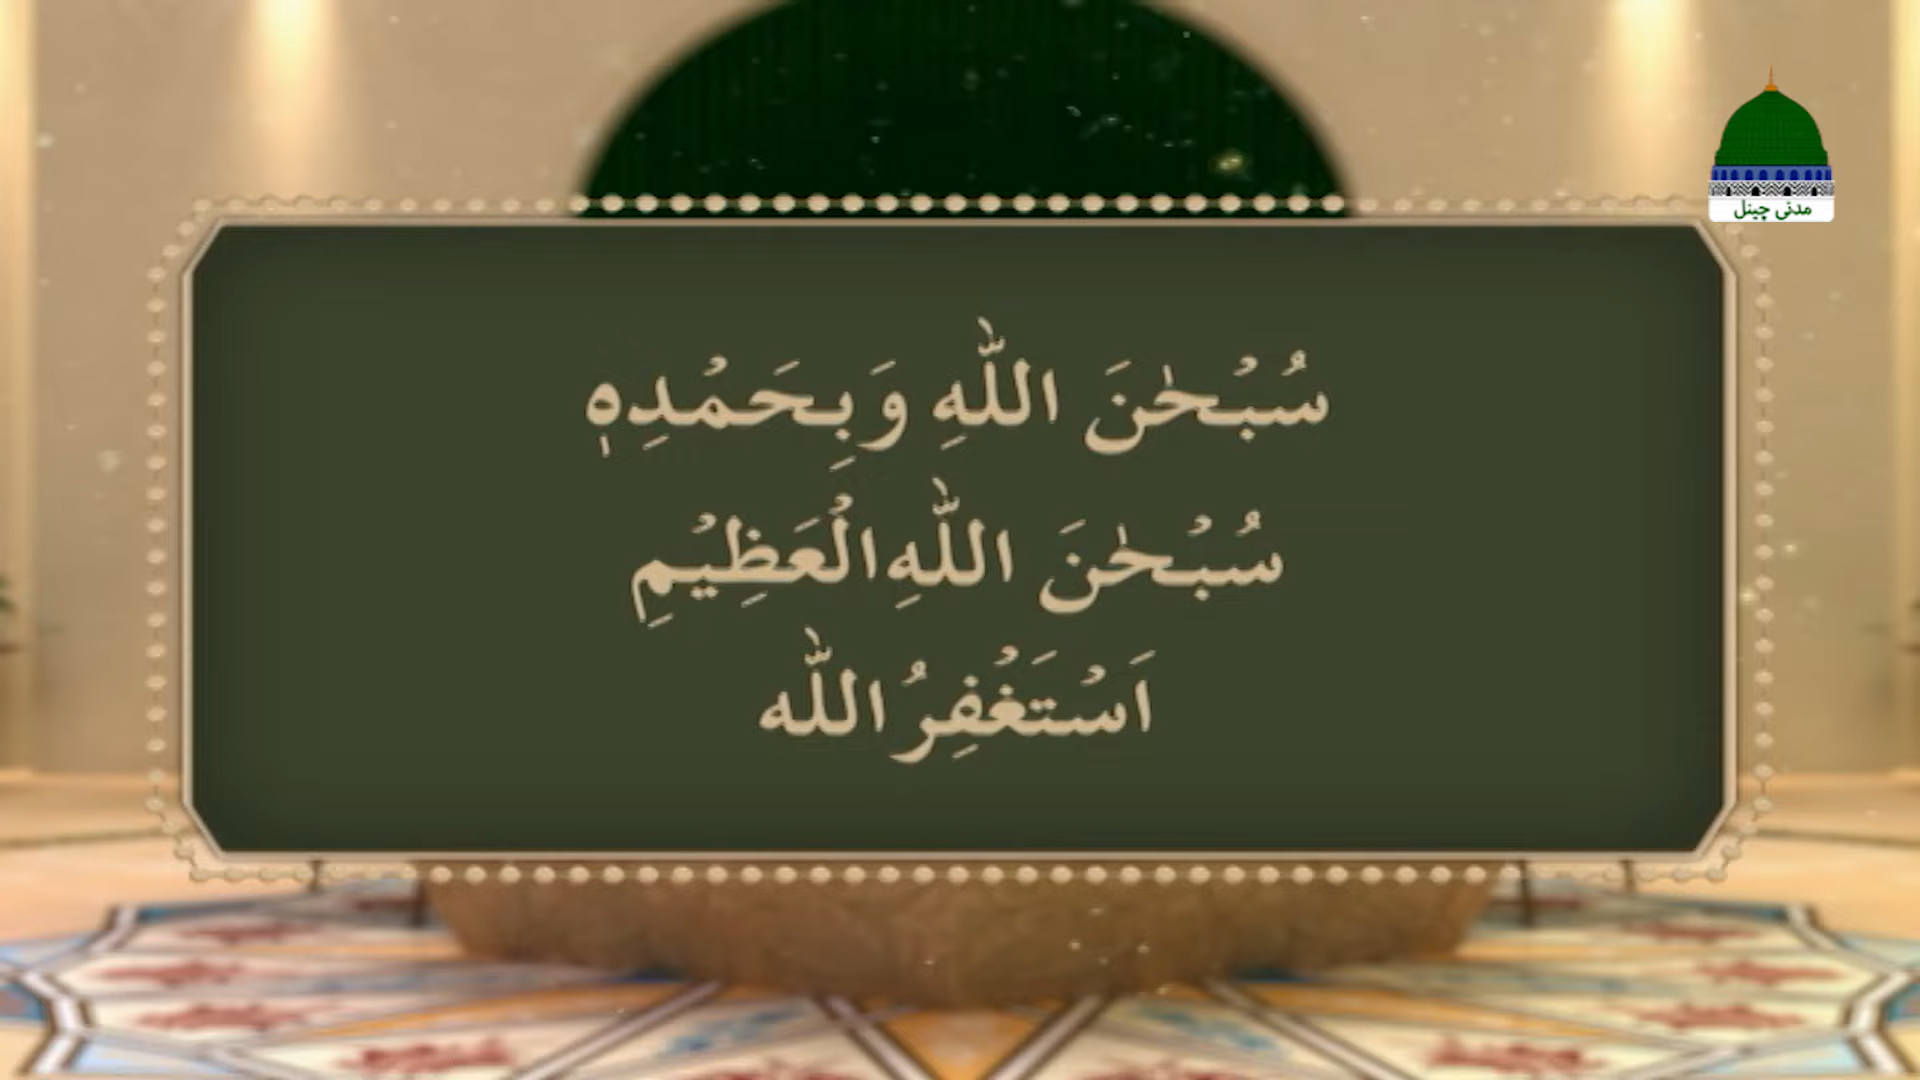 مدنی چینل
سُبْحٰنَ اللّٰهِ وَبِحَمْدِهٖ
سُبْحٰنَ اللّٰهِ الْعَظِيْمِ
اَسْتَغْفِرُ اللّٰه